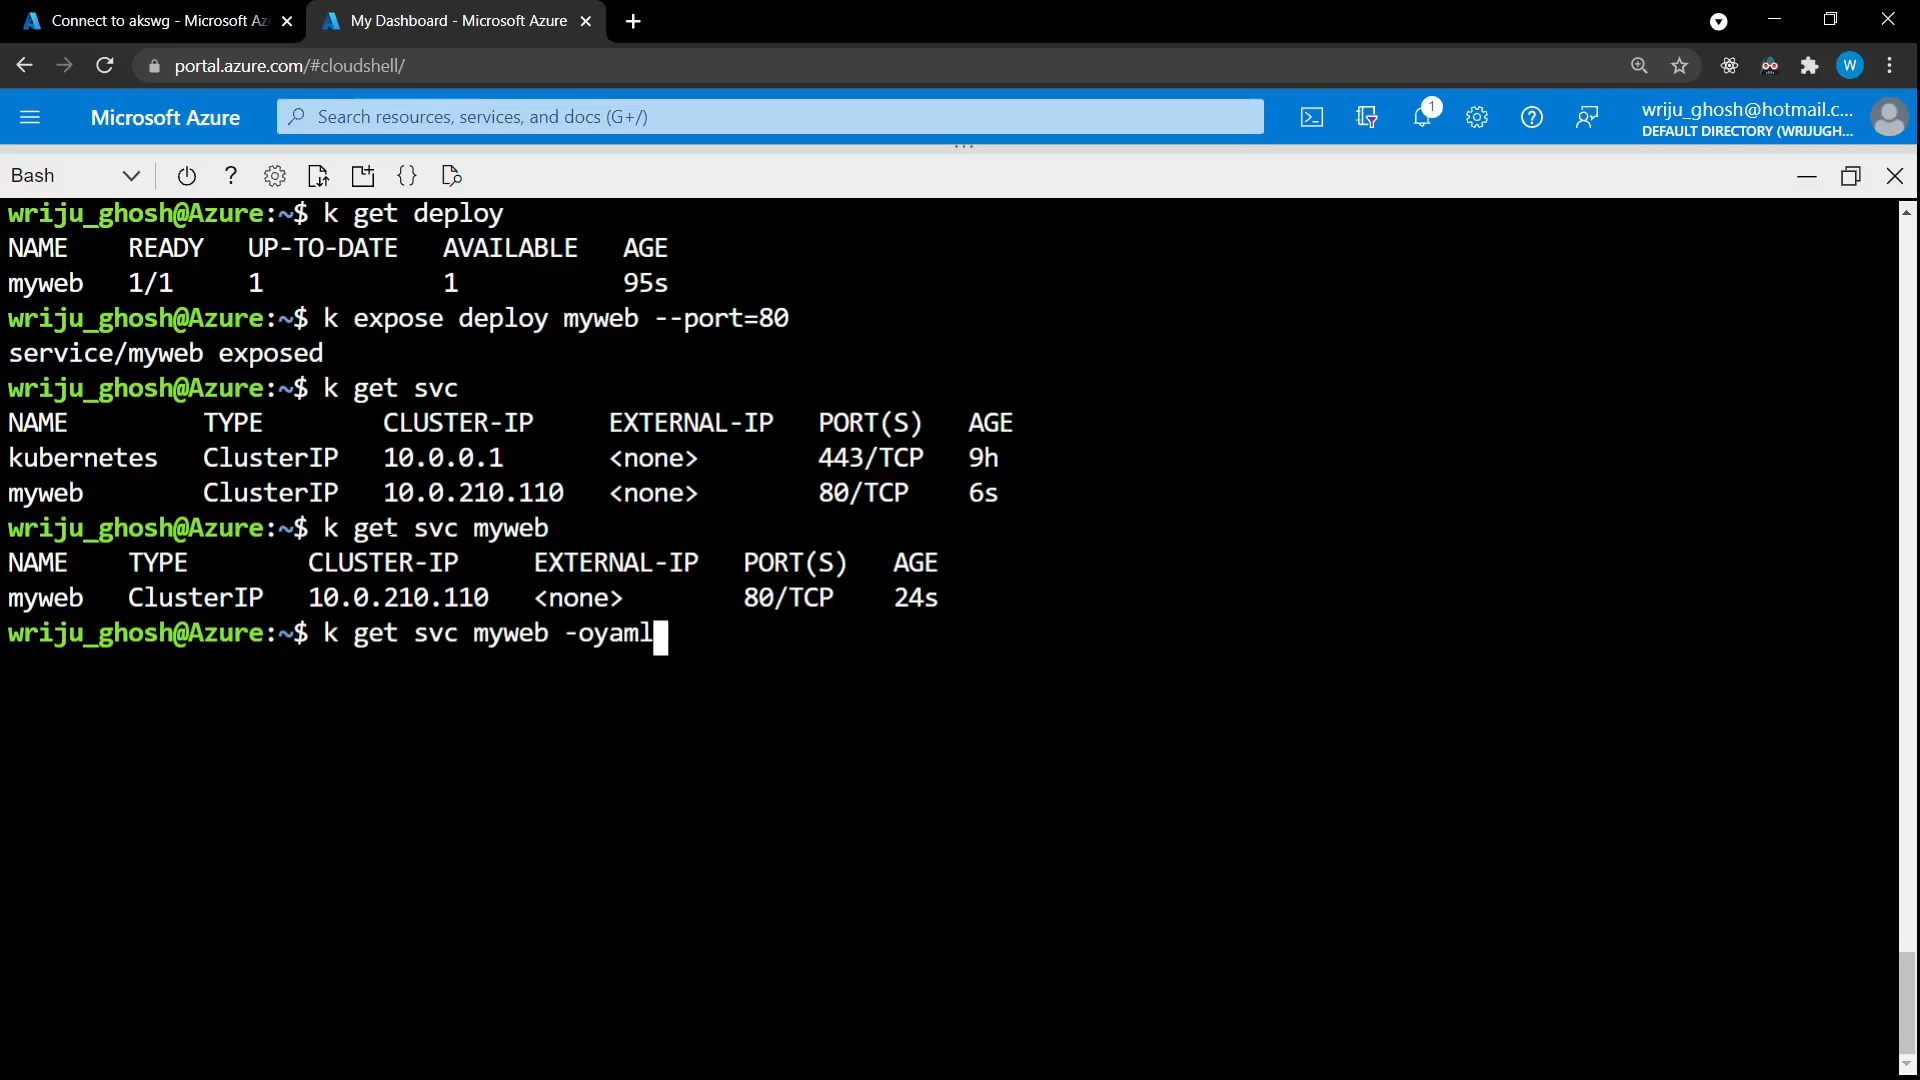 Connect to akswg - Microsoft Az
My Dashboard - Microsoft Azure
portal.azure.com/#cloudshell/
W
Microsoft Azure
Search resources, services, and docs (G+/)
1
wriju_ghosh@hotmail.c...
DEFAULT DIRECTORY (WRIJUGH...
Bash
wriju_ghosh@Azure:~$ k get deploy
NAME READY UP-TO-DATE AVAILABLE AGE
myweb 1/1 1 1 95s
wriju_ghosh@Azure:~$ k expose deploy myweb --port=80
service/myweb exposed
wriju_ghosh@Azure:~$ k get svc
NAME TYPE CLUSTER-IP EXTERNAL-IP PORT(S) AGE
kubernetes ClusterIP 10.0.0.1 <none> 443/TCP 9h
myweb ClusterIP 10.0.210.110 <none> 80/TCP 6s
wriju_ghosh@Azure:~$ k get svc myweb
NAME TYPE CLUSTER-IP EXTERNAL-IP PORT(S) AGE
myweb ClusterIP 10.0.210.110 <none> 80/TCP 24s
wriju_ghosh@Azure:~$ k get svc myweb -oyaml